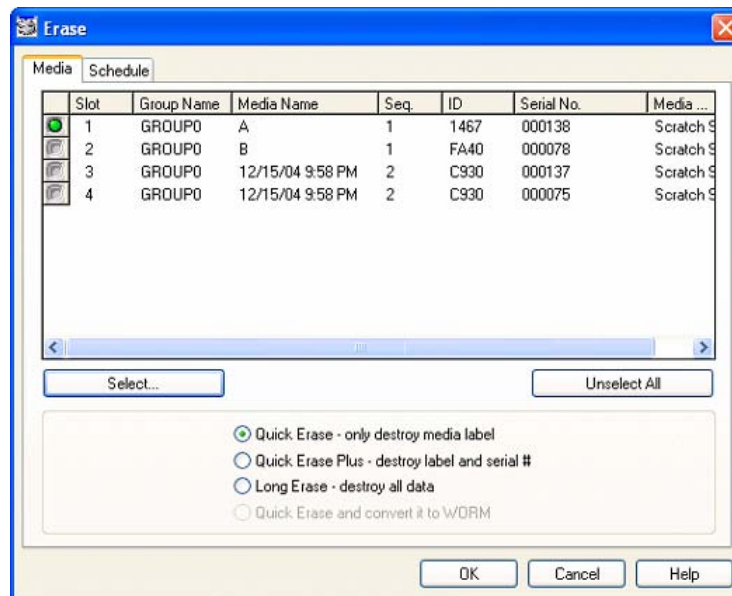 Erase
Media Schedule
Slot Group Name Media Name Seq. ID Serial No. Media ...
1 GROUP0 A 1 1467 000138 Scratch S
2 GROUP0 B 1 FA40 000078 Scratch S
3 GROUP0 12/15/04 9:58 PM 2 C930 000137 Scratch S
4 GROUP0 12/15/04 9:58 PM 2 C930 000075 Scratch S
Select... Unselect All
Quick Erase - only destroy media label
Quick Erase Plus - destroy label and serial #
Long Erase - destroy all data
Quick Erase and convert it to WORM
OK Cancel Help